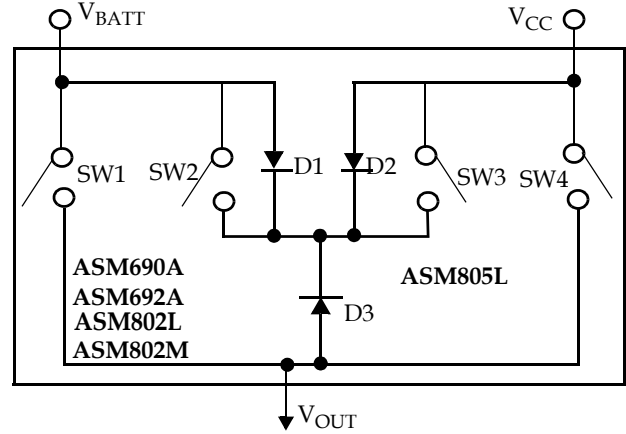 VBATT
VCC
SW1
SW2
D1
D2
SW3
SW4
ASM690A
ASM692A
ASM802L
ASM802M
ASM805L
D3
VOUT